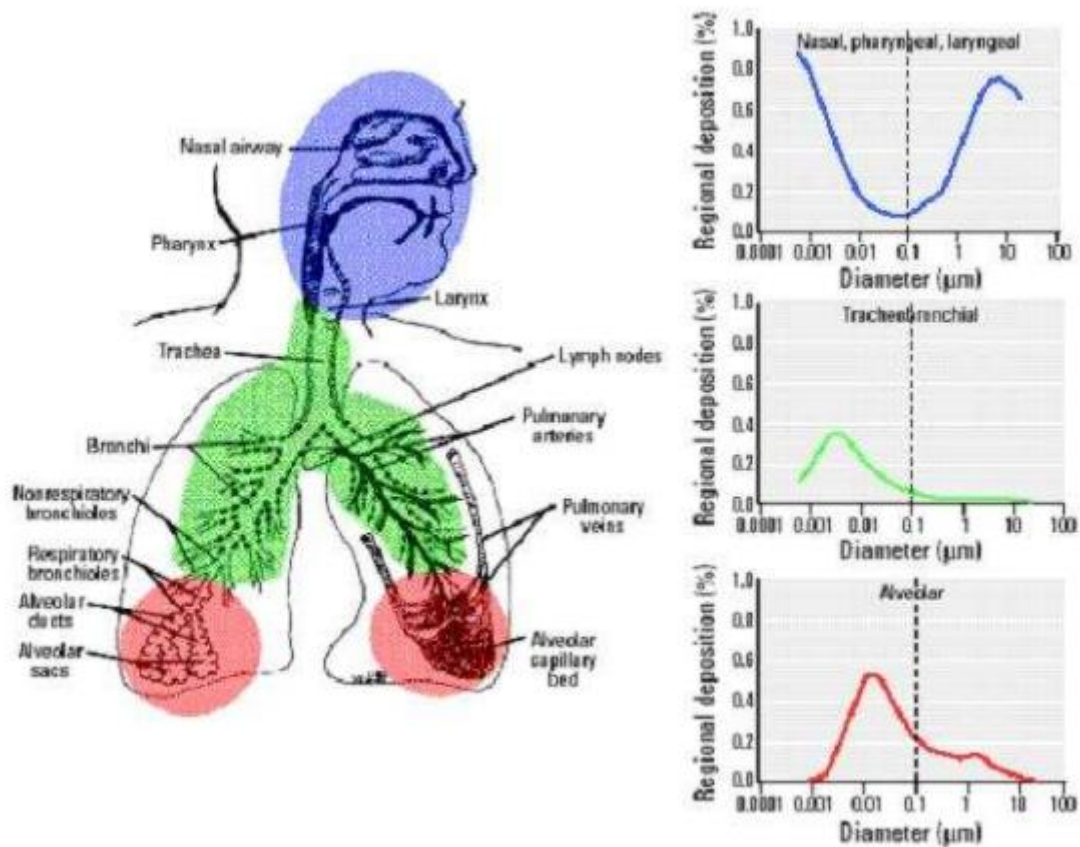 Nasal airway
Pharynx
Larynx
Trachea
Lymph nodes
Bronchi
Pulmonary
arteries
Nonrespiratory
bronchioles
Pulmonary
veins
Respiratory
bronchioles
Alveolar
ducts
Alveolar
sacs
Alveolar
capillary
bed
Regional deposition (%)
Nasal, pharyngeal, laryngeal
1.0
0.8
0.6
0.4
0.2
0.0
0.0001 0.001 0.01 0.1 1 10 100
Diameter (µm)
Regional deposition (%)
Tracheobronchial
1.0
0.8
0.6
0.4
0.2
0.0
0.0001 0.001 0.01 0.1 1 10 100
Diameter (µm)
Regional deposition (%)
Alveolar
1.0
0.8
0.6
0.4
0.2
0.0
0.0001 0.001 0.01 0.1 1 10 100
Diameter (µm)